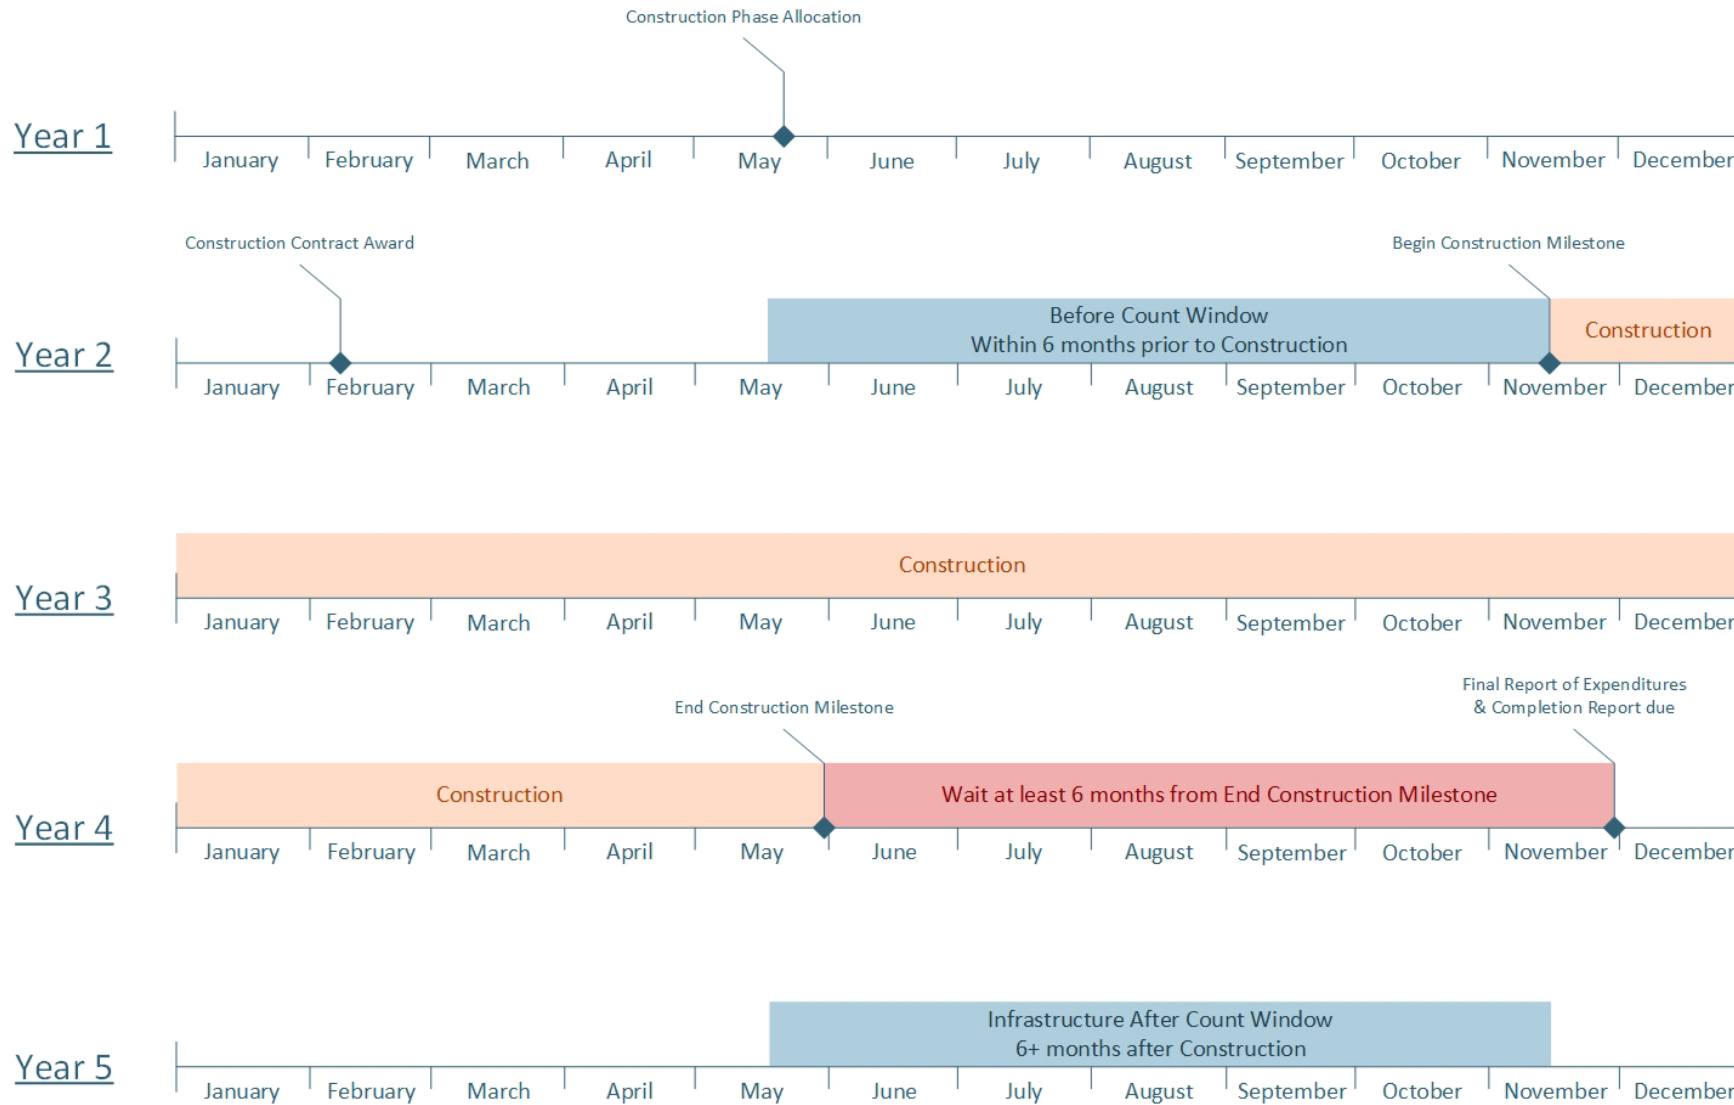 Construction Phase Allocation
Year 1
January February March April May June July August September October November December
Construction Contract Award
Begin Construction Milestone
Before Count Window
Within 6 months prior to Construction
Construction
Year 2
January February March April May June July August September October November December
Construction
Year 3
January February March April May June July August September October November December
Final Report of Expenditures
& Completion Report due
End Construction Milestone
Construction
Wait at least 6 months from End Construction Milestone
Year 4
January February March April May June July August September October November December
Infrastructure After Count Window
6+ months after Construction
Year 5
January February March April May June July August September October November December